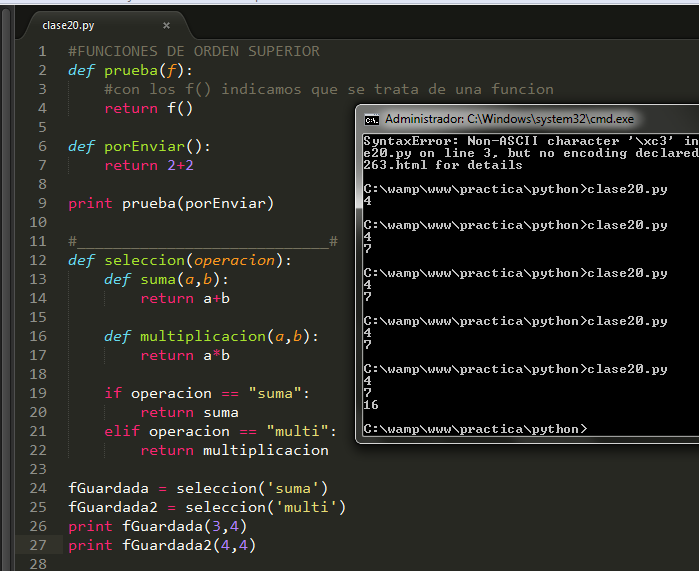 clase20.py ×
1 #FUNCIONES DE ORDEN SUPERIOR
2 def prueba(f):
3     #con los f() indicamos que se trata de una funcion
4     return f()
5
6 def porEnviar():
7     return 2+2
8
9 print prueba(porEnviar)
10
11 #____________________________#
12 def seleccion(operacion):
13     def suma(a,b):
14         return a+b
15
16     def multiplicacion(a,b):
17         return a*b
18
19     if operacion == "suma":
20         return suma
21     elif operacion == "multi":
22         return multiplicacion
23
24 fGuardada = seleccion('suma')
25 fGuardada2 = seleccion('multi')
26 print fGuardada(3,4)
27 print fGuardada2(4,4)
28
Administrador: C:\Windows\system32\cmd.exe
SyntaxError: Non-ASCII character '\xc3' in
e20.py on line 3, but no encoding declared
263.html for details
C:\wamp\www\practica\python>clase20.py
4
C:\wamp\www\practica\python>clase20.py
4
7
C:\wamp\www\practica\python>clase20.py
4
7
C:\wamp\www\practica\python>clase20.py
4
7
C:\wamp\www\practica\python>clase20.py
4
7
16
C:\wamp\www\practica\python>